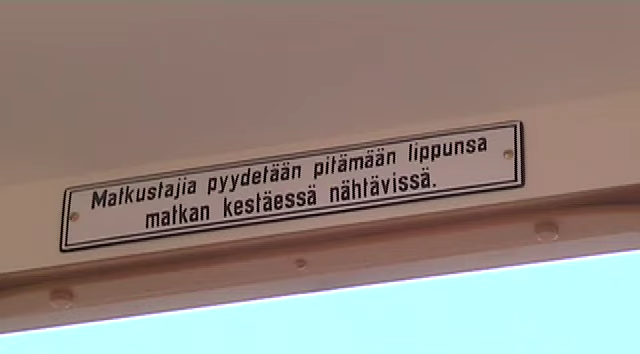 Matkustajia pyydetään pitämään lippunsa
matkan kestäessä nähtävissä.